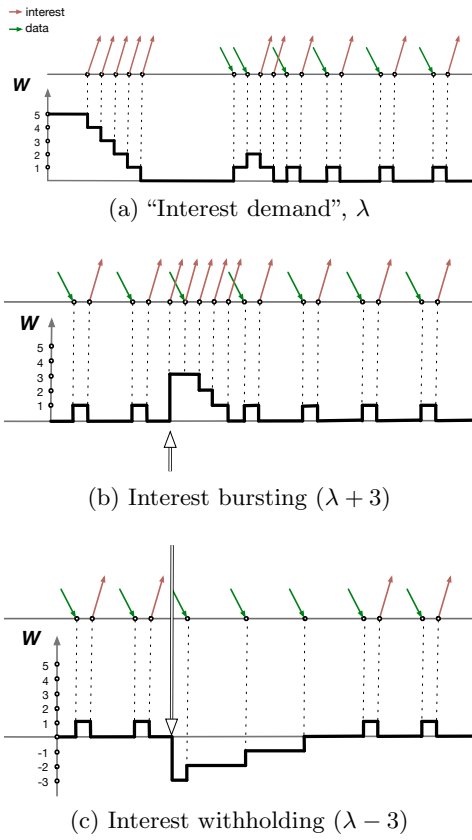 interest
data
W
5
4
3
2
1
(a) “Interest demand”, λ
W
5
4
3
2
1
(b) Interest bursting (λ + 3)
W
5
4
3
2
1
-1
-2
-3
(c) Interest withholding (λ − 3)